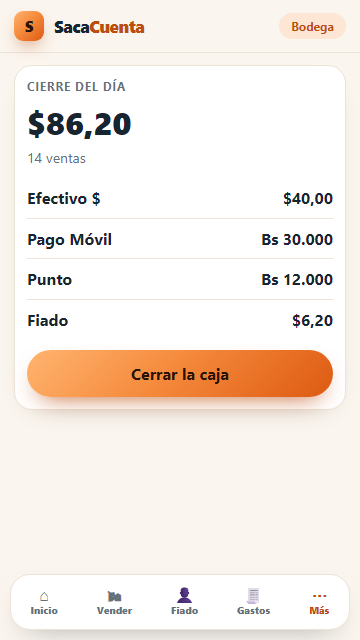 S SacaCuenta Bodega
CIERRE DEL DÍA
$86,20
14 ventas
Efectivo $ $40,00
Pago Móvil Bs 30.000
Punto Bs 12.000
Fiado $6,20
Cerrar la caja
Inicio Vender Fiado Gastos Más